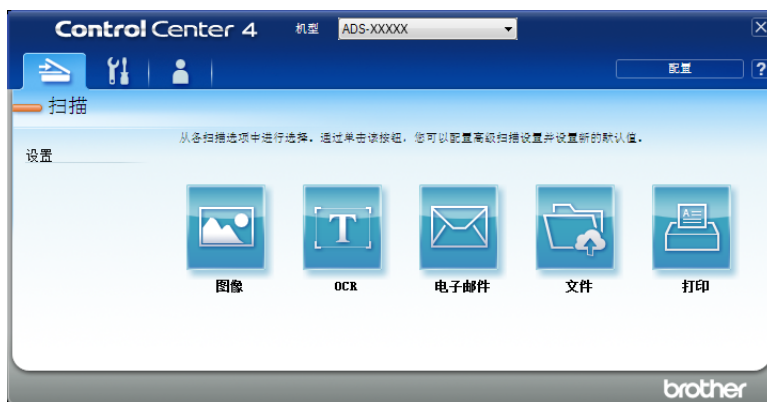 ControlCenter 4 机型 ADS-XXXXX
配置 ?
扫描
从各扫描选项中进行选择。通过单击该按钮，您可以配置高级扫描设置并设置新的默认值。
设置
T A
图像 OCR 电子邮件 文件 打印
brother